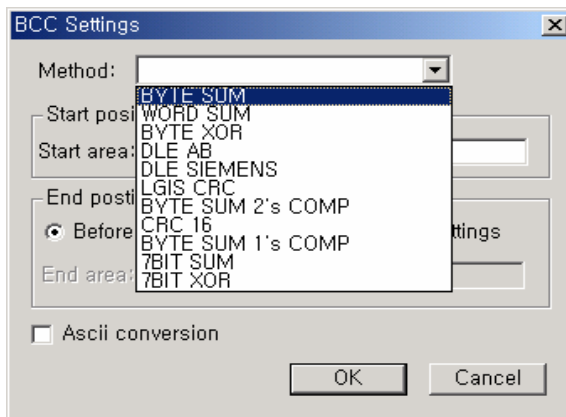 BCC Settings
Method:
BYTE SUM
WORD SUM
BYTE XOR
DLE AB
DLE SIEMENS
LGIS CRC
BYTE SUM 2's COMP
CRC 16
BYTE SUM 1's COMP
7BIT SUM
7BIT XOR
Start posi
Start area:
End posti
Before ttings
End area:
Ascii conversion
OK Cancel